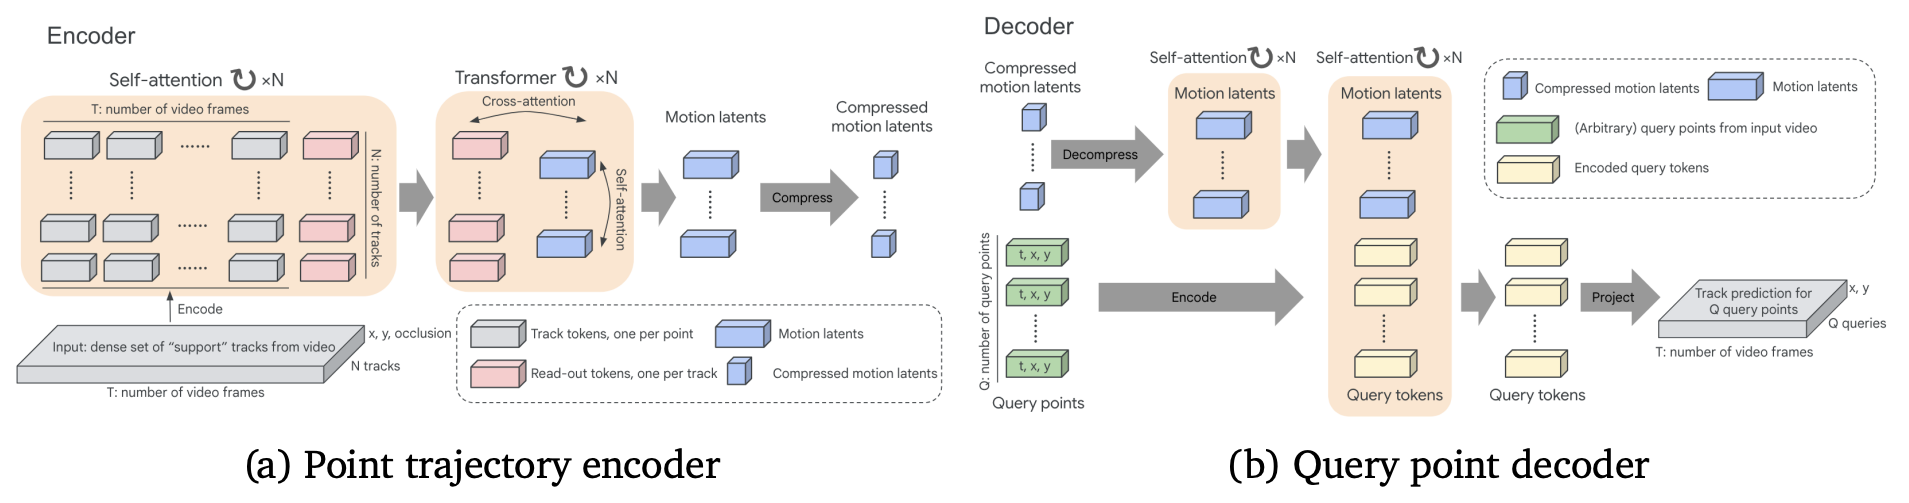 Encoder
Self-attention ×N
T: number of video frames
N: number of tracks
Encode
Input: dense set of “support” tracks from video
x, y, occlusion
N tracks
T: number of video frames
Transformer ×N
Cross-attention
Self-attention
Motion latents
Compress
Compressed
motion latents
Track tokens, one per point
Motion latents
Read-out tokens, one per track
Compressed motion latents
(a) Point trajectory encoder
Decoder
Compressed
motion latents
Decompress
Self-attention ×N
Motion latents
Self-attention ×N
Motion latents
Compressed motion latents
Motion latents
(Arbitrary) query points from input video
Encoded query tokens
Q: number of query points
t, x, y
t, x, y
t, x, y
Query points
Encode
Query tokens
Query tokens
Project
Track prediction for
Q query points
x, y
Q queries
T: number of video frames
(b) Query point decoder